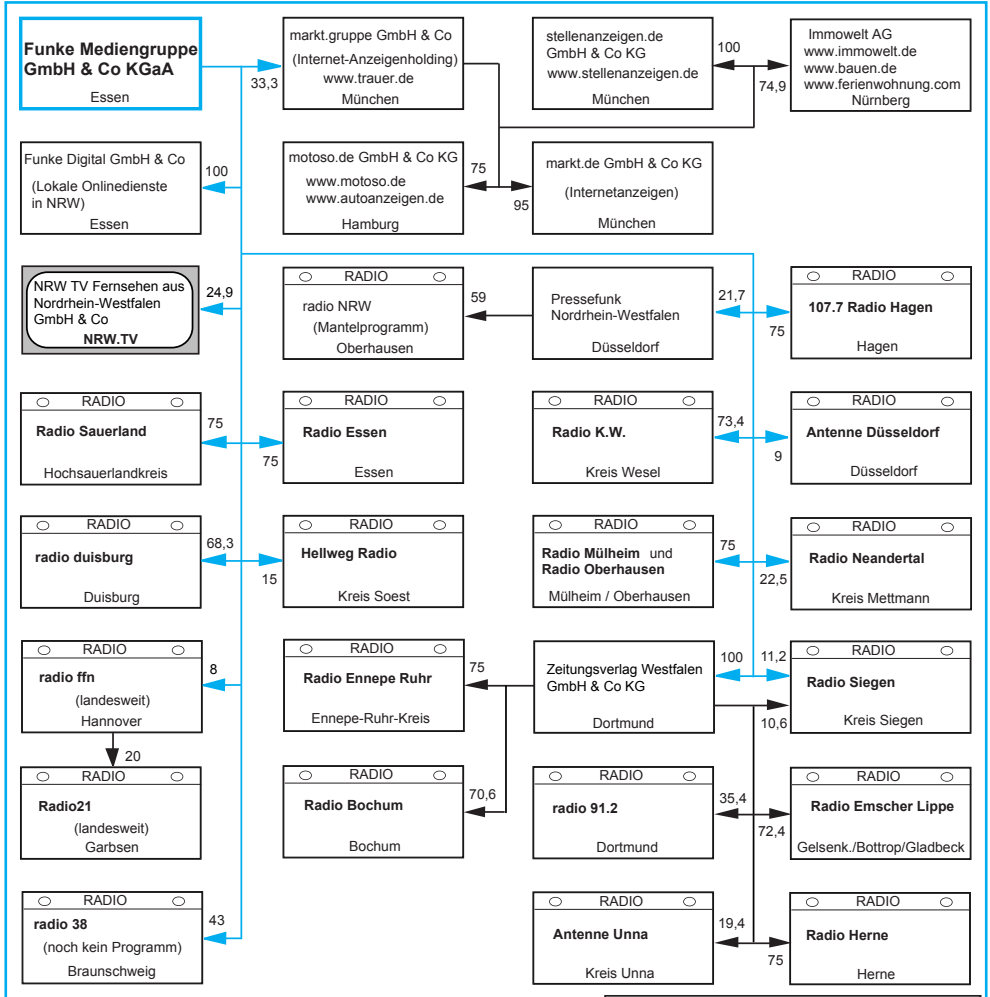 Funke Mediengruppe
GmbH & Co KGaA
Essen
33,3
markt.gruppe GmbH & Co
(Internet-Anzeigenholding)
www.trauer.de
München
stellenanzeigen.de
GmbH & Co KG
www.stellenanzeigen.de
München
100
74,9
Immowelt AG
www.immowelt.de
www.bauen.de
www.ferienwohnung.com
Nürnberg
Funke Digital GmbH & Co
(Lokale Onlinedienste
in NRW)
Essen
100
motoso.de GmbH & Co KG
www.motoso.de
www.autoanzeigen.de
Hamburg
75
95
markt.de GmbH & Co KG
(Internetanzeigen)
München
NRW TV Fernsehen aus
Nordrhein-Westfalen
GmbH & Co
NRW.TV
24,9
RADIO
radio NRW
(Mantelprogramm)
Oberhausen
59
Pressefunk
Nordrhein-Westfalen
Düsseldorf
21,7
75
RADIO
107.7 Radio Hagen
Hagen
RADIO
Radio Sauerland
Hochsauerlandkreis
75
75
RADIO
Radio Essen
Essen
RADIO
Radio K.W.
Kreis Wesel
73,4
9
RADIO
Antenne Düsseldorf
Düsseldorf
RADIO
radio duisburg
Duisburg
68,3
15
RADIO
Hellweg Radio
Kreis Soest
RADIO
Radio Mülheim und
Radio Oberhausen
Mülheim / Oberhausen
75
22,5
RADIO
Radio Neandertal
Kreis Mettmann
RADIO
radio ffn
(landesweit)
Hannover
8
20
RADIO
Radio Ennepe Ruhr
Ennepe-Ruhr-Kreis
75
Zeitungsverlag Westfalen
GmbH & Co KG
Dortmund
100
11,2
10,6
RADIO
Radio Siegen
Kreis Siegen
RADIO
Radio21
(landesweit)
Garbsen
RADIO
Radio Bochum
Bochum
70,6
RADIO
radio 91.2
Dortmund
35,4
72,4
RADIO
Radio Emscher Lippe
Gelsenk./Bottrop/Gladbeck
RADIO
radio 38
(noch kein Programm)
Braunschweig
43
RADIO
Antenne Unna
Kreis Unna
19,4
75
RADIO
Radio Herne
Herne